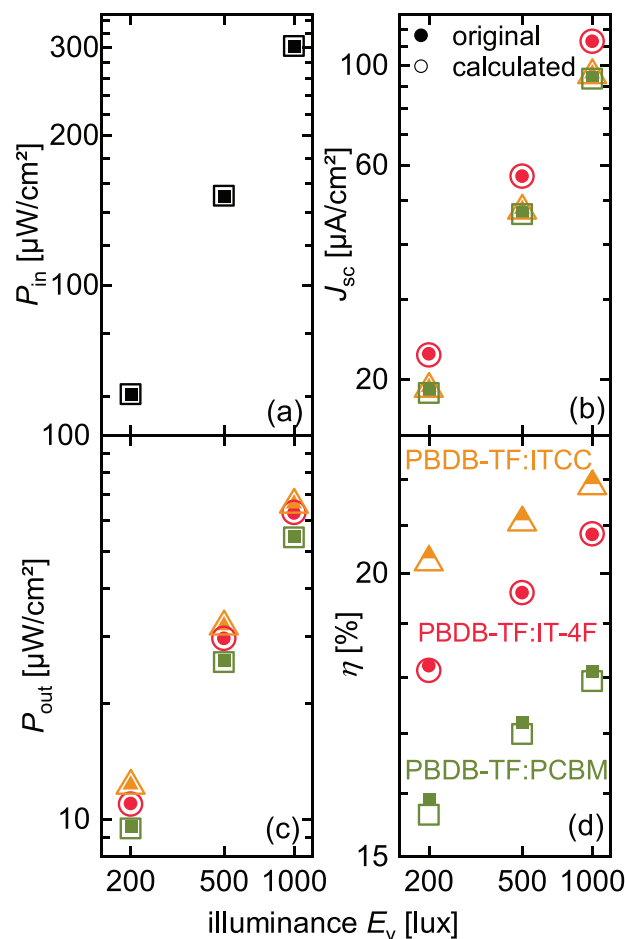 300
200
100
P_in [µW/cm²]
(a)
original
calculated
100
60
20
J_sc [µA/cm²]
(b)
100
10
P_out [µW/cm²]
(c)
200 500 1000
PBDB-TF:ITCC
20
PBDB-TF:IT-4F
η [%]
PBDB-TF:PCBM
(d)
15
200 500 1000
illuminance E_v [lux]